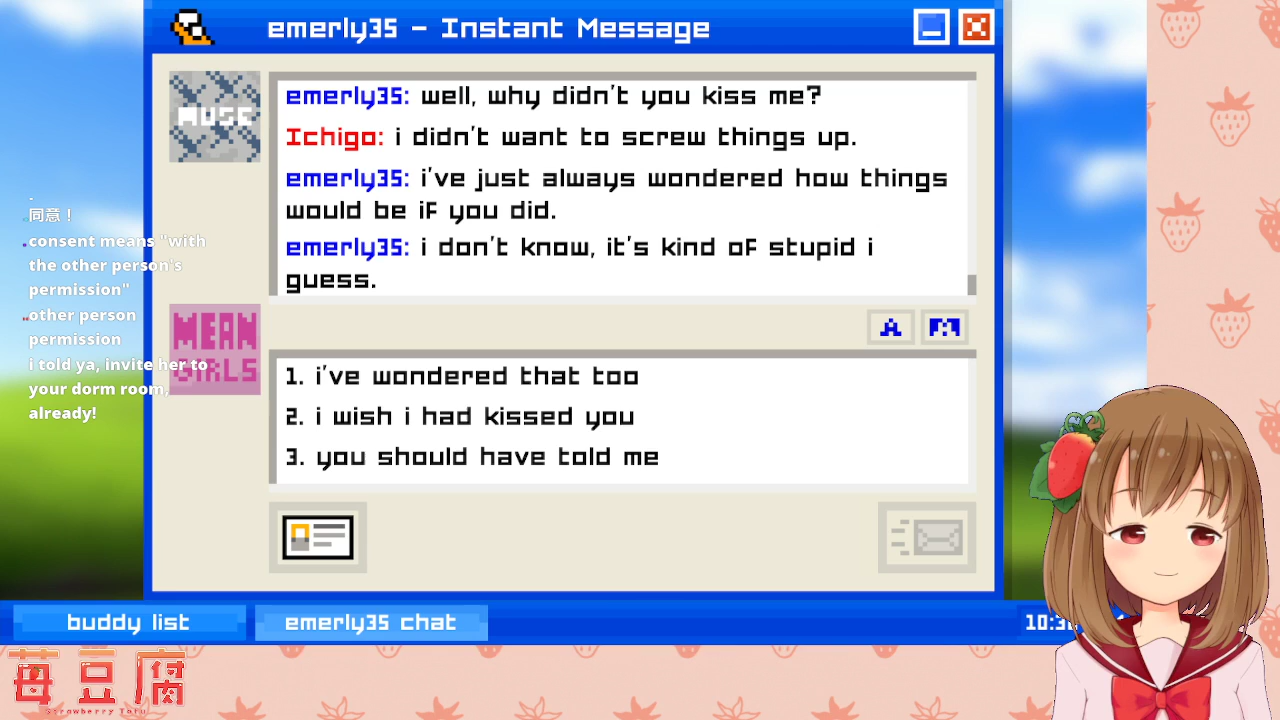 emerly35 - Instant Message
MUSE
emerly35: well, why didn't you kiss me?
Ichigo: i didn't want to screw things up.
emerly35: i've just always wondered how things
would be if you did.
emerly35: i don't know, it's kind of stupid i
guess.
同意！
consent means "with
the other person's
permission"
other person
permission
i told ya, invite her to
your dorm room,
already!
MEAN
GIRLS
A
1. i've wondered that too
2. i wish i had kissed you
3. you should have told me
buddy list
emerly35 chat
苺豆腐
Strawberry Tofu